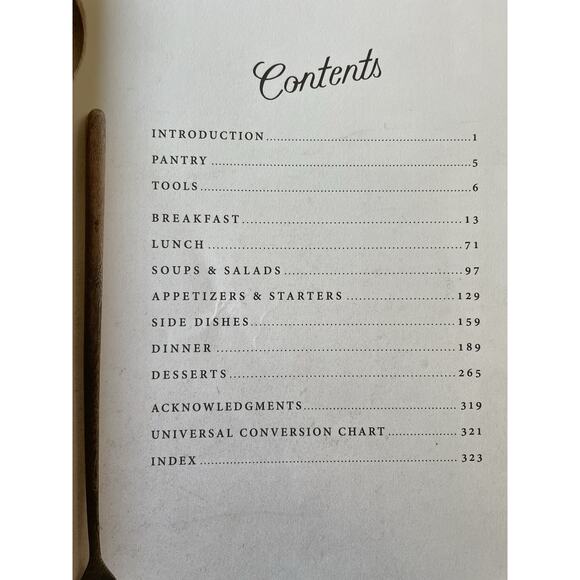 Contents
INTRODUCTION........................................1
PANTRY........................................5
TOOLS........................................6
BREAKFAST........................................13
LUNCH........................................71
SOUPS & SALADS........................................97
APPETIZERS & STARTERS........................................129
SIDE DISHES........................................159
DINNER........................................189
DESSERTS........................................265
ACKNOWLEDGMENTS........................................319
UNIVERSAL CONVERSION CHART........................................321
INDEX........................................323